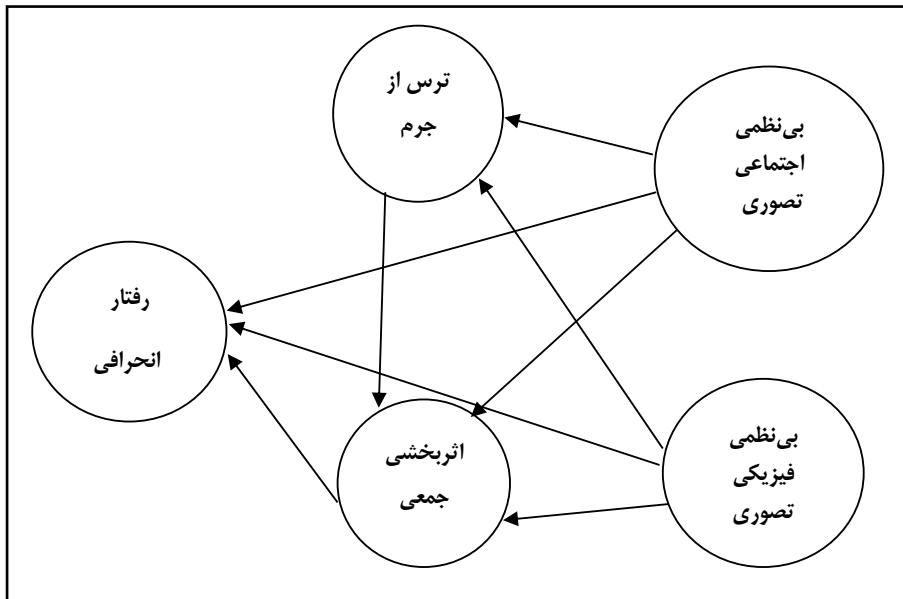 ترس از
جرم
بی‌نظمی
اجتماعی
تصوری
رفتار
انحرافی
اثربخشی
جمعی
بی‌نظمی
فیزیکی
تصوری